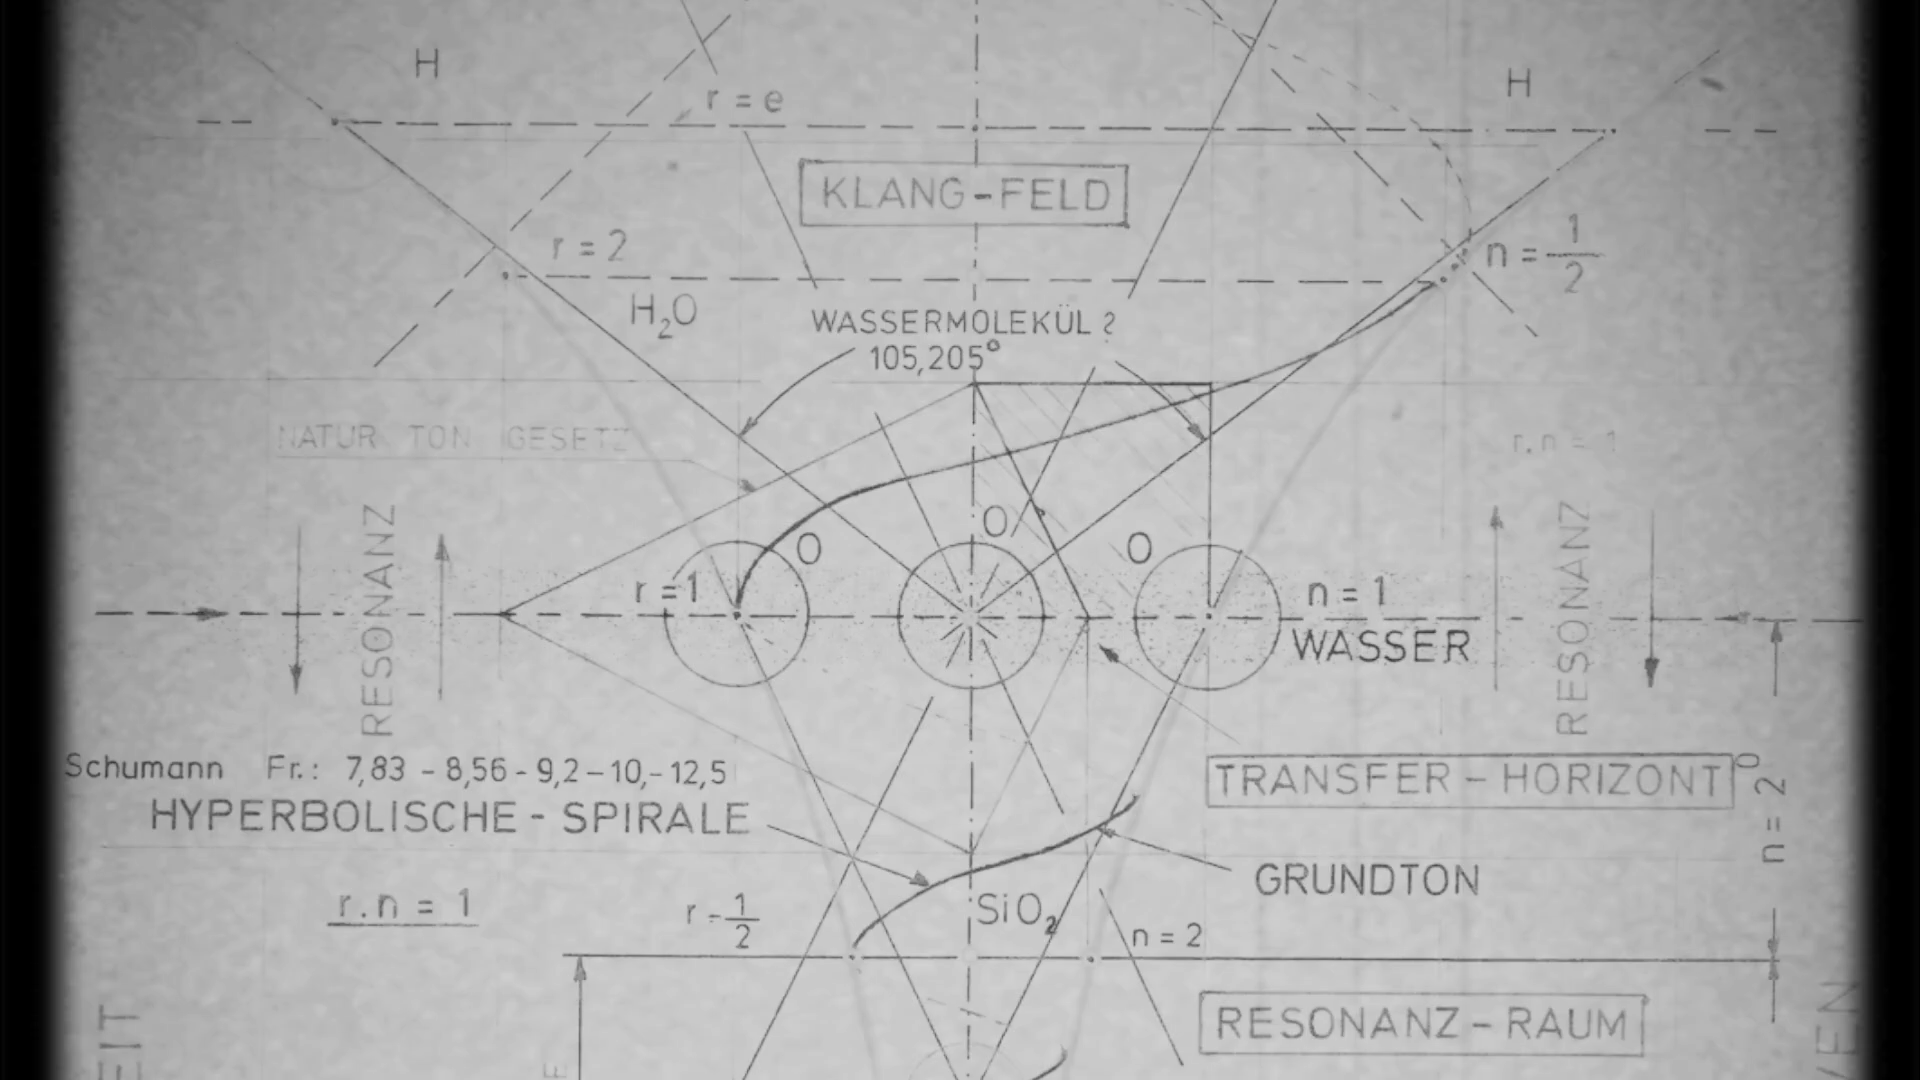 H
H
r = e
KLANG-FELD
r = 2
n = 1/2
H₂O
WASSERMOLEKÜL ?
105,205°
NATUR TON GESETZ
r.n = 1
RESONANZ
O
O
O
RESONANZ
r = 1
n = 1
WASSER
Schumann Fr.: 7,83 - 8,56 - 9,2 - 10,- 12,5
HYPERBOLISCHE - SPIRALE
TRANSFER - HORIZONT
n = 2⁰
GRUNDTON
r.n = 1
r - 1/2
SiO₂
n = 2
RESONANZ - RAUM